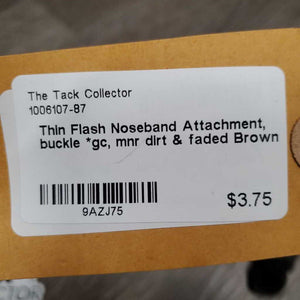 The Tack Collector
1006107-87
Thin Flash Noseband Attachment,
buckle *gc, mnr dirt & faded Brown
9AZJ75
$3.75